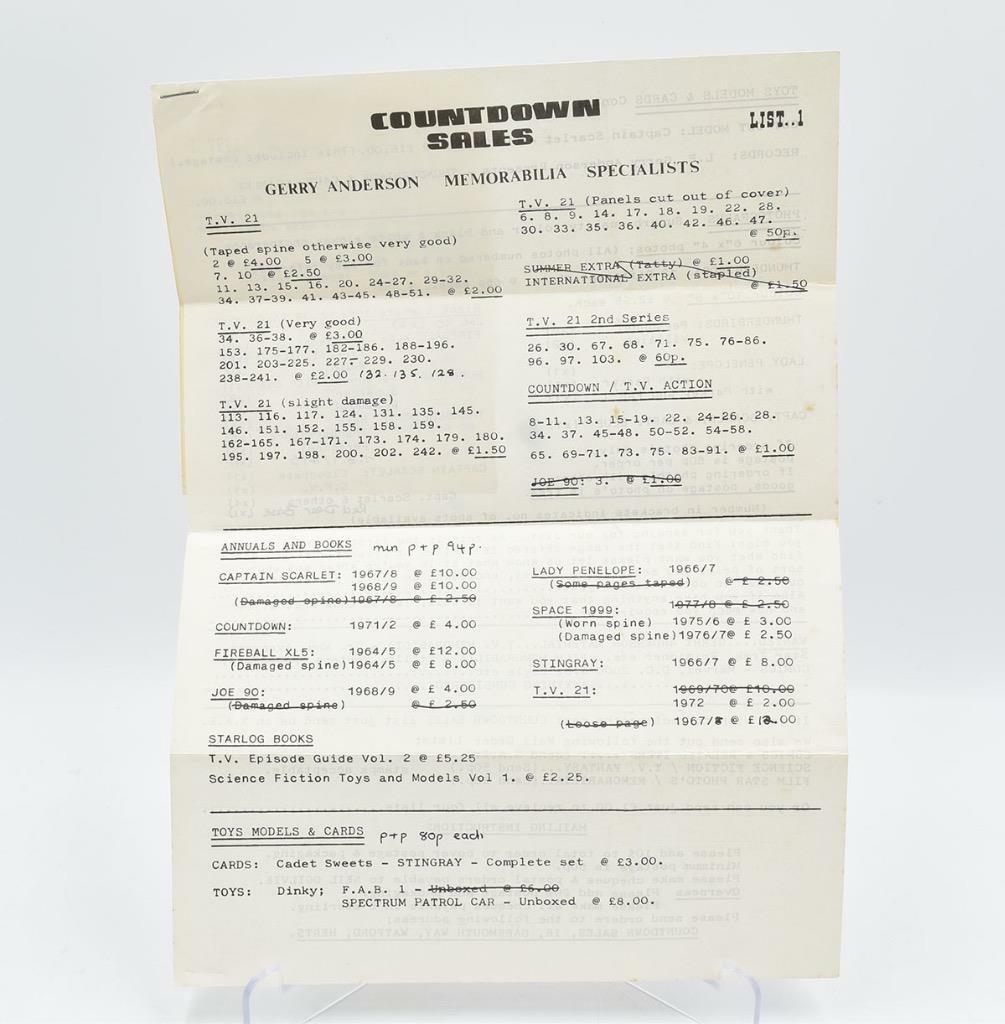 COUNTDOWN
SALES
LIST..1
GERRY ANDERSON MEMORABILIA SPECIALISTS
T.V. 21
(Taped spine otherwise very good)
2 @ £4.00 5 @ £3.00
7. 10 @ £2.50
11. 13. 15. 16. 20. 24-27. 29-32.
34. 37-39. 41. 43-45. 48-51. @ £2.00
T.V. 21 (Very good)
34. 36-38. @ £3.00
153. 175-177. 182-186. 188-196.
201. 203-225. 227- 229. 230.
238-241. @ £2.00 132. 135. 128.
T.V. 21 (slight damage)
113. 116. 117. 124. 131. 135. 145.
146. 151. 152. 155. 158. 159.
162-165. 167-171. 173. 174. 179. 180.
195. 197. 198. 200. 202. 242. @ £1.50
T.V. 21 (Panels cut out of cover)
6. 8. 9. 14. 17. 18. 19. 22. 28.
30. 33. 35. 36. 40. 42. 46. 47.
@ 50p.
SUMMER EXTRA (Tatty) @ £1.00
INTERNATIONAL EXTRA (stapled)
@ £1.50
T.V. 21 2nd Series
26. 30. 67. 68. 71. 75. 76-86.
96. 97. 103. @ 60p.
COUNTDOWN / T.V. ACTION
8-11. 13. 15-19. 22. 24-26. 28.
34. 37. 45-48. 50-52. 54-58.
65. 69-71. 73. 75. 83-91. @ £1.00
JOE 90: 3. @ £1.00
ANNUALS AND BOOKS min p+p 94p.
CAPTAIN SCARLET: 1967/8 @ £10.00
1968/9 @ £10.00
(Damaged spine) 1967/8 @ £ 2.50
COUNTDOWN: 1971/2 @ £ 4.00
FIREBALL XL5: 1964/5 @ £12.00
(Damaged spine) 1964/5 @ £ 8.00
JOE 90: 1968/9 @ £ 4.00
(Damaged spine) @ £ 2.50
LADY PENELOPE: 1966/7
(Some pages taped) @ £ 2.50
SPACE 1999: 1977/8 @ £ 2.50
(Worn spine) 1975/6 @ £ 3.00
(Damaged spine) 1976/7@ £ 2.50
STINGRAY: 1966/7 @ £ 8.00
T.V. 21: 1969/70@ £10.00
1972 @ £ 2.00
(Loose page) 1967/8 @ £ .00
STARLOG BOOKS
T.V. Episode Guide Vol. 2 @ £5.25
Science Fiction Toys and Models Vol 1. @ £2.25.
TOYS MODELS & CARDS p+p 80p each
CARDS: Cadet Sweets - STINGRAY - Complete set @ £3.00.
TOYS: Dinky; F.A.B. 1 - Unboxed @ £6.00
SPECTRUM PATROL CAR - Unboxed @ £8.00.